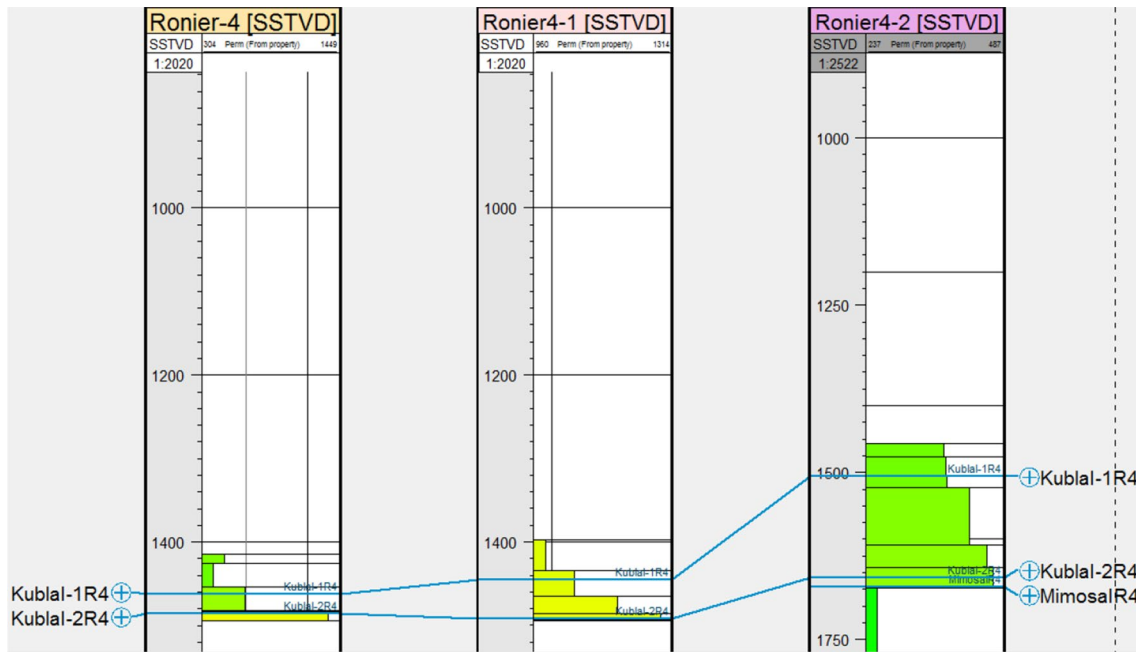 Ronier-4 [SSTVD]
SSTVD 304 Perm (From property) 1449
1:2020
1000
1200
1400
Kublal-1R4
Kublal-2R4
Kublal-1R4
Kublal-2R4
Ronier4-1 [SSTVD]
SSTVD 960 Perm (From property) 1314
1:2020
1000
1200
1400
Kublal-1R4
Kublal-2R4
Ronier4-2 [SSTVD]
SSTVD 237 Perm (From property) 487
1:2522
1000
1250
1500
1750
Kublal-1R4
Kublal-2R4
MimosalR4
Kublal-1R4
Kublal-2R4
MimosalR4